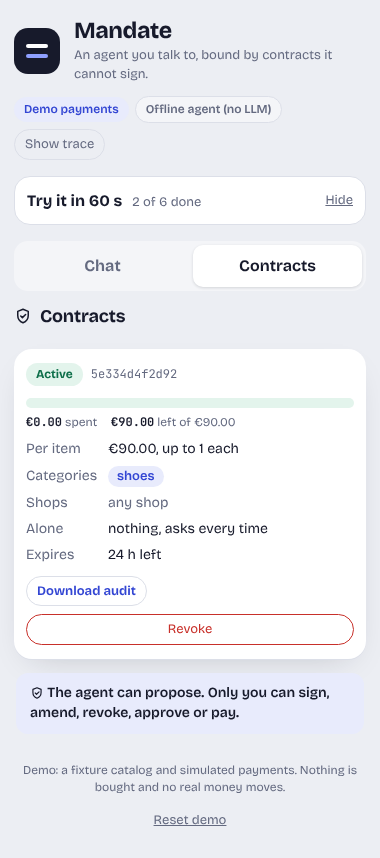 Mandate
An agent you talk to, bound by contracts it
cannot sign.
Demo payments
Offline agent (no LLM)
Show trace
Try it in 60 s 2 of 6 done Hide
Chat Contracts
Contracts
Active 5e334d4f2d92
€0.00 spent €90.00 left of €90.00
Per item €90.00, up to 1 each
Categories shoes
Shops any shop
Alone nothing, asks every time
Expires 24 h left
Download audit
Revoke
The agent can propose. Only you can sign,
amend, revoke, approve or pay.
Demo: a fixture catalog and simulated payments. Nothing is
bought and no real money moves.
Reset demo